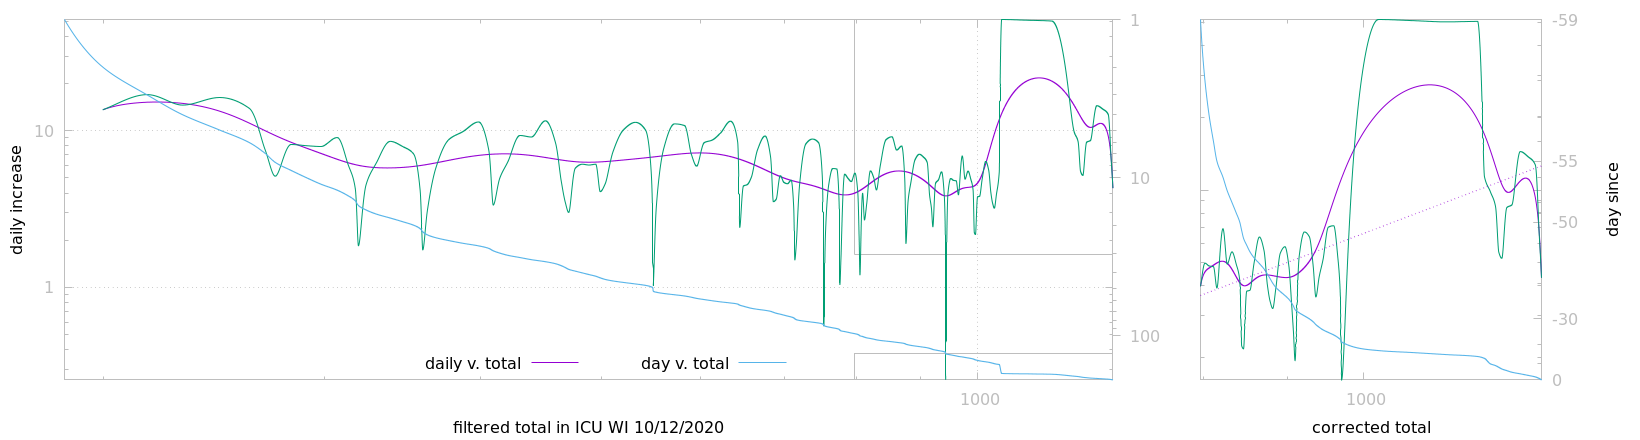 daily increase
10
1
daily v. total
day v. total
1
10
100
1000
filtered total in ICU WI 10/12/2020
-59
-55
-50
-30
0
day since
1000
corrected total